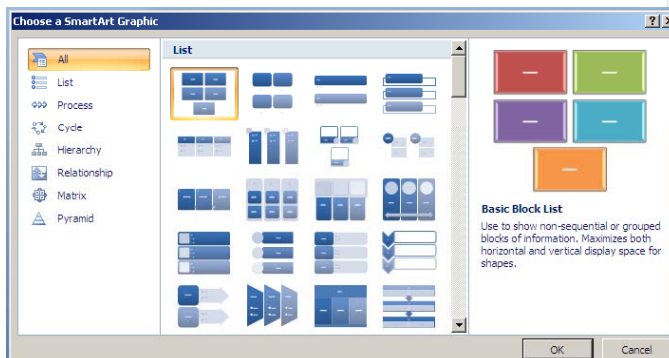 Choose a SmartArt Graphic
All
List
Process
Cycle
Hierarchy
Relationship
Matrix
Pyramid
List
Basic Block List
Use to show non-sequential or grouped
blocks of information. Maximizes both
horizontal and vertical display space for
shapes.
OK
Cancel